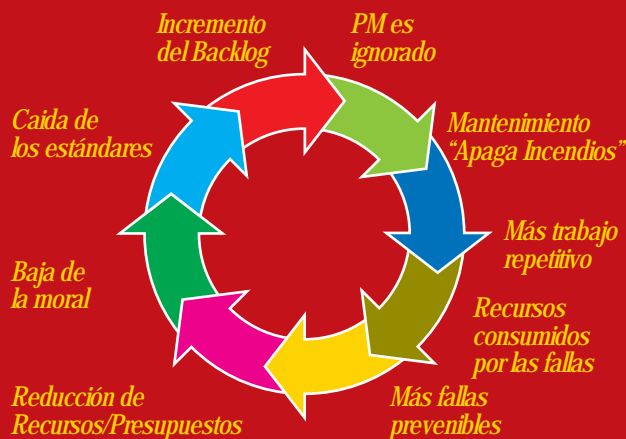 Incremento
del Backlog
PM es
ignorado
Mantenimiento
“Apaga Incendios”
Más trabajo
repetitivo
Recursos
consumidos
por las fallas
Más fallas
prevenibles
Reducción de
Recursos/Presupuestos
Baja de
la moral
Caida de
los estándares